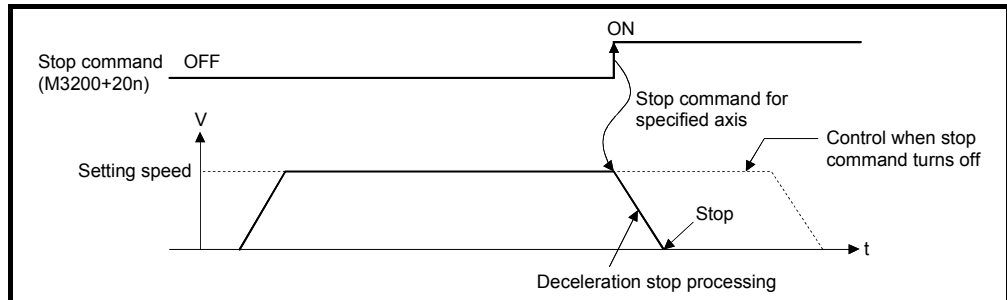 ON
Stop command OFF
(M3200+20n)
Stop command for
specified axis
V
Control when stop
command turns off
Setting speed
Stop
t
Deceleration stop processing